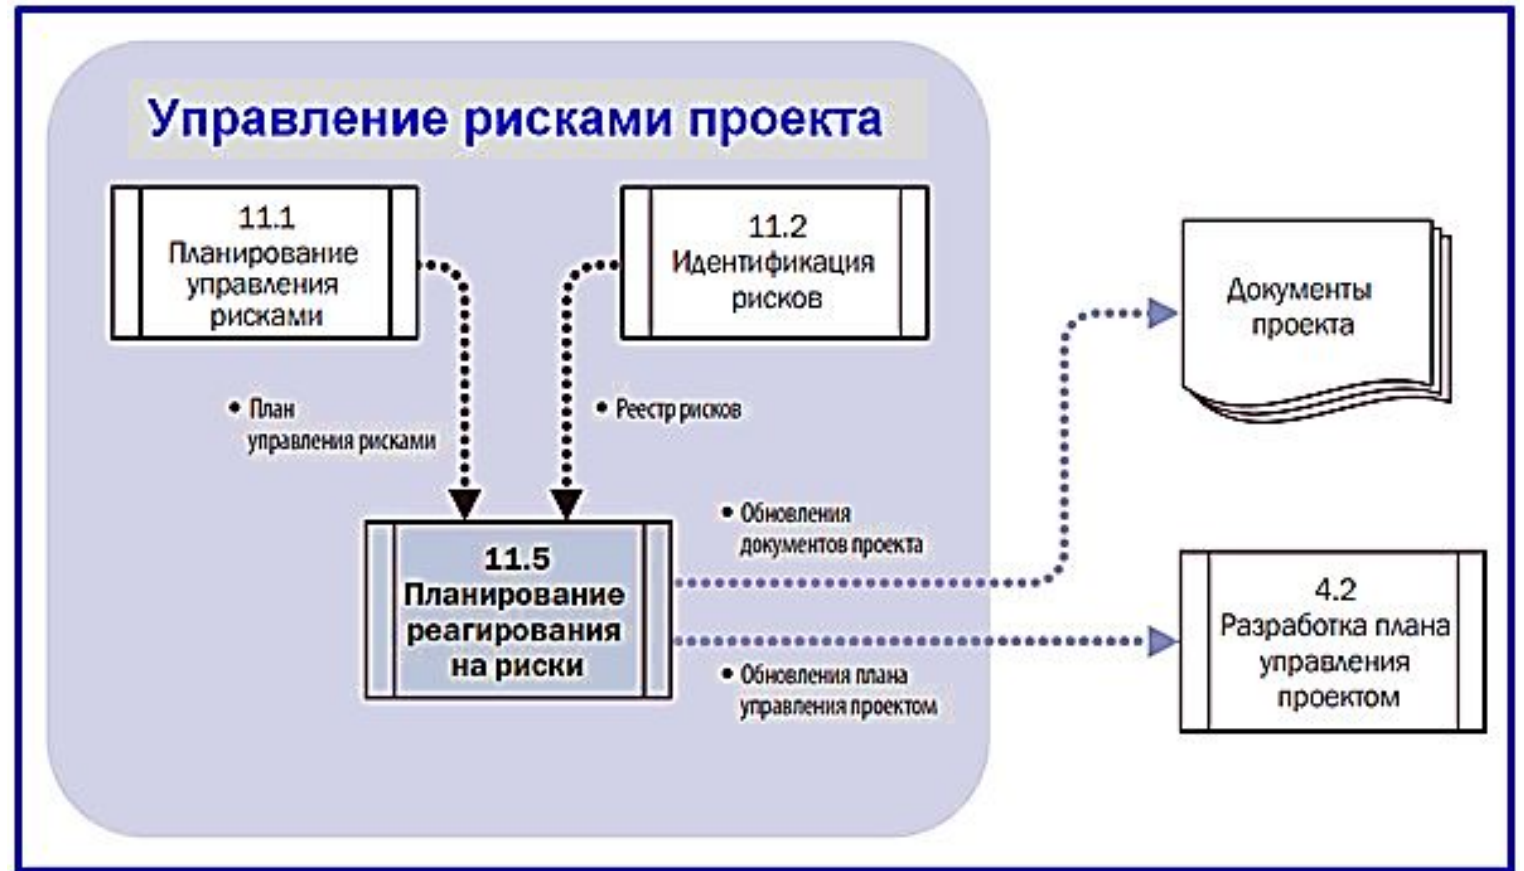 Управление рисками проекта
11.1
Планирование
управления
рисками
11.2
Идентификация
рисков
Документы
проекта
• План
управления рисками
• Реестр рисков
• Обновления
документов проекта
11.5
Планирование
реагирования
на риски
4.2
Разработка плана
управления
проектом
• Обновления плана
управления проектом